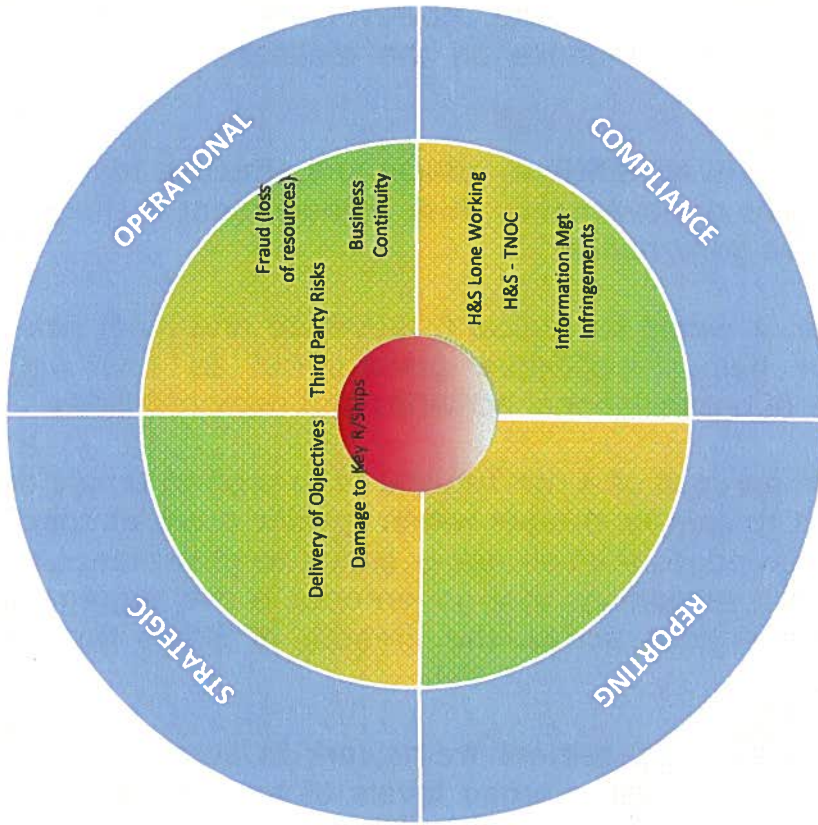 REPORTING
STRATEGIC
Delivery of Objectives
Damage to Key R/Ships
Third Party Risks
Fraud (loss
of resources)
Business
Continuity
H&S Lone Working
H&S - TNOC
Information Mgt
Infringements
COMPLIANCE
OPERATIONAL